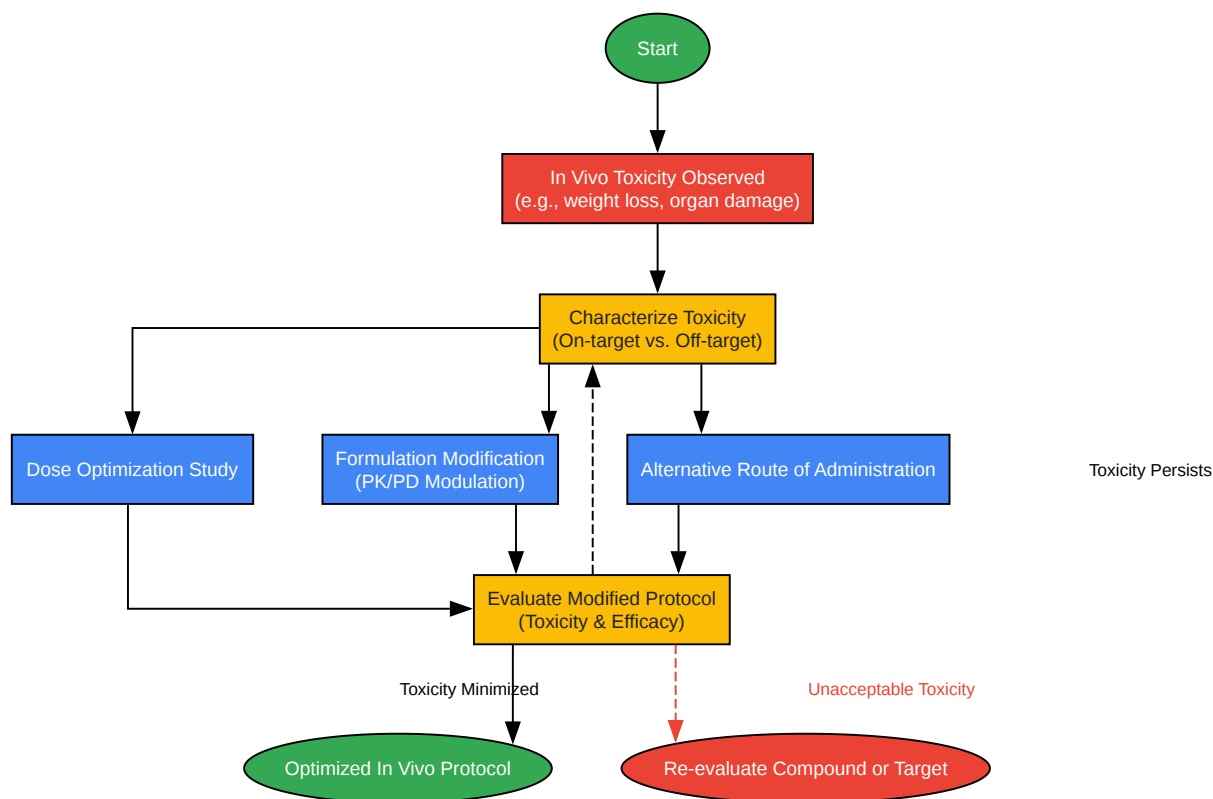 Start
In Vivo Toxicity Observed
(e.g., weight loss, organ damage)
Characterize Toxicity
(On-target vs. Off-target)
Dose Optimization Study
Formulation Modification
(PK/PD Modulation)
Alternative Route of Administration
Toxicity Persists
Evaluate Modified Protocol
(Toxicity & Efficacy)
Toxicity Minimized
Unacceptable Toxicity
Optimized In Vivo Protocol
Re-evaluate Compound or Target